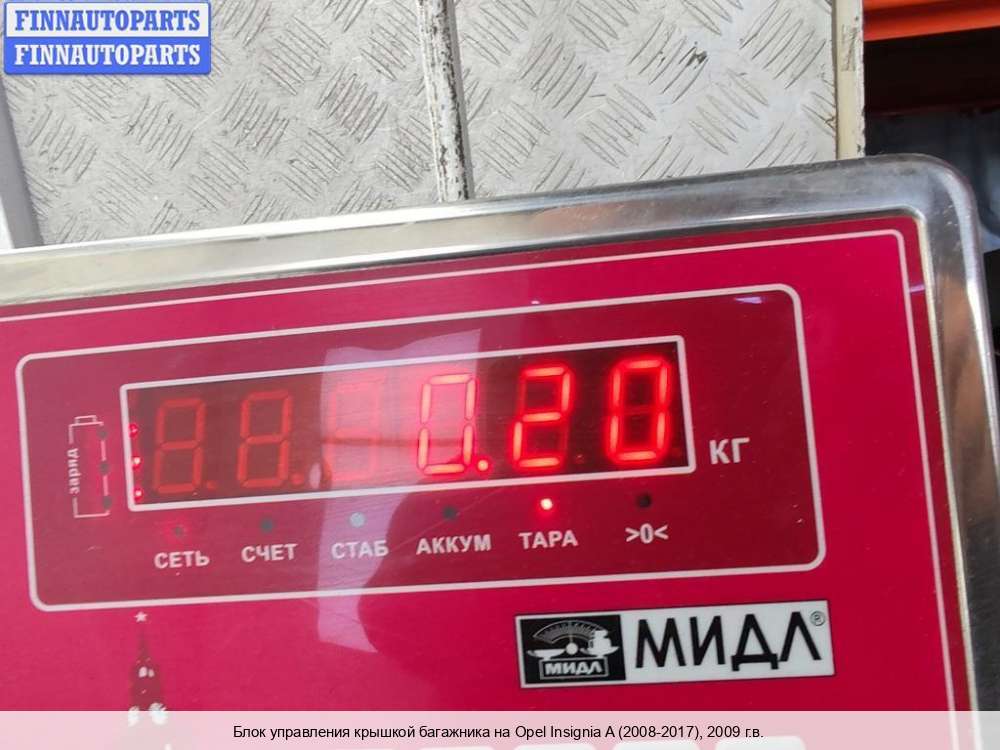 FINNAUTOPARTS
FINNAUTOPARTS
0.20
КГ
заряд
СЕТЬ СЧЕТ СТАБ АККУМ ТАРА >0<
МИДЛ МИДЛ®
Блок управления крышкой багажника на Opel Insignia A (2008-2017), 2009 г.в.